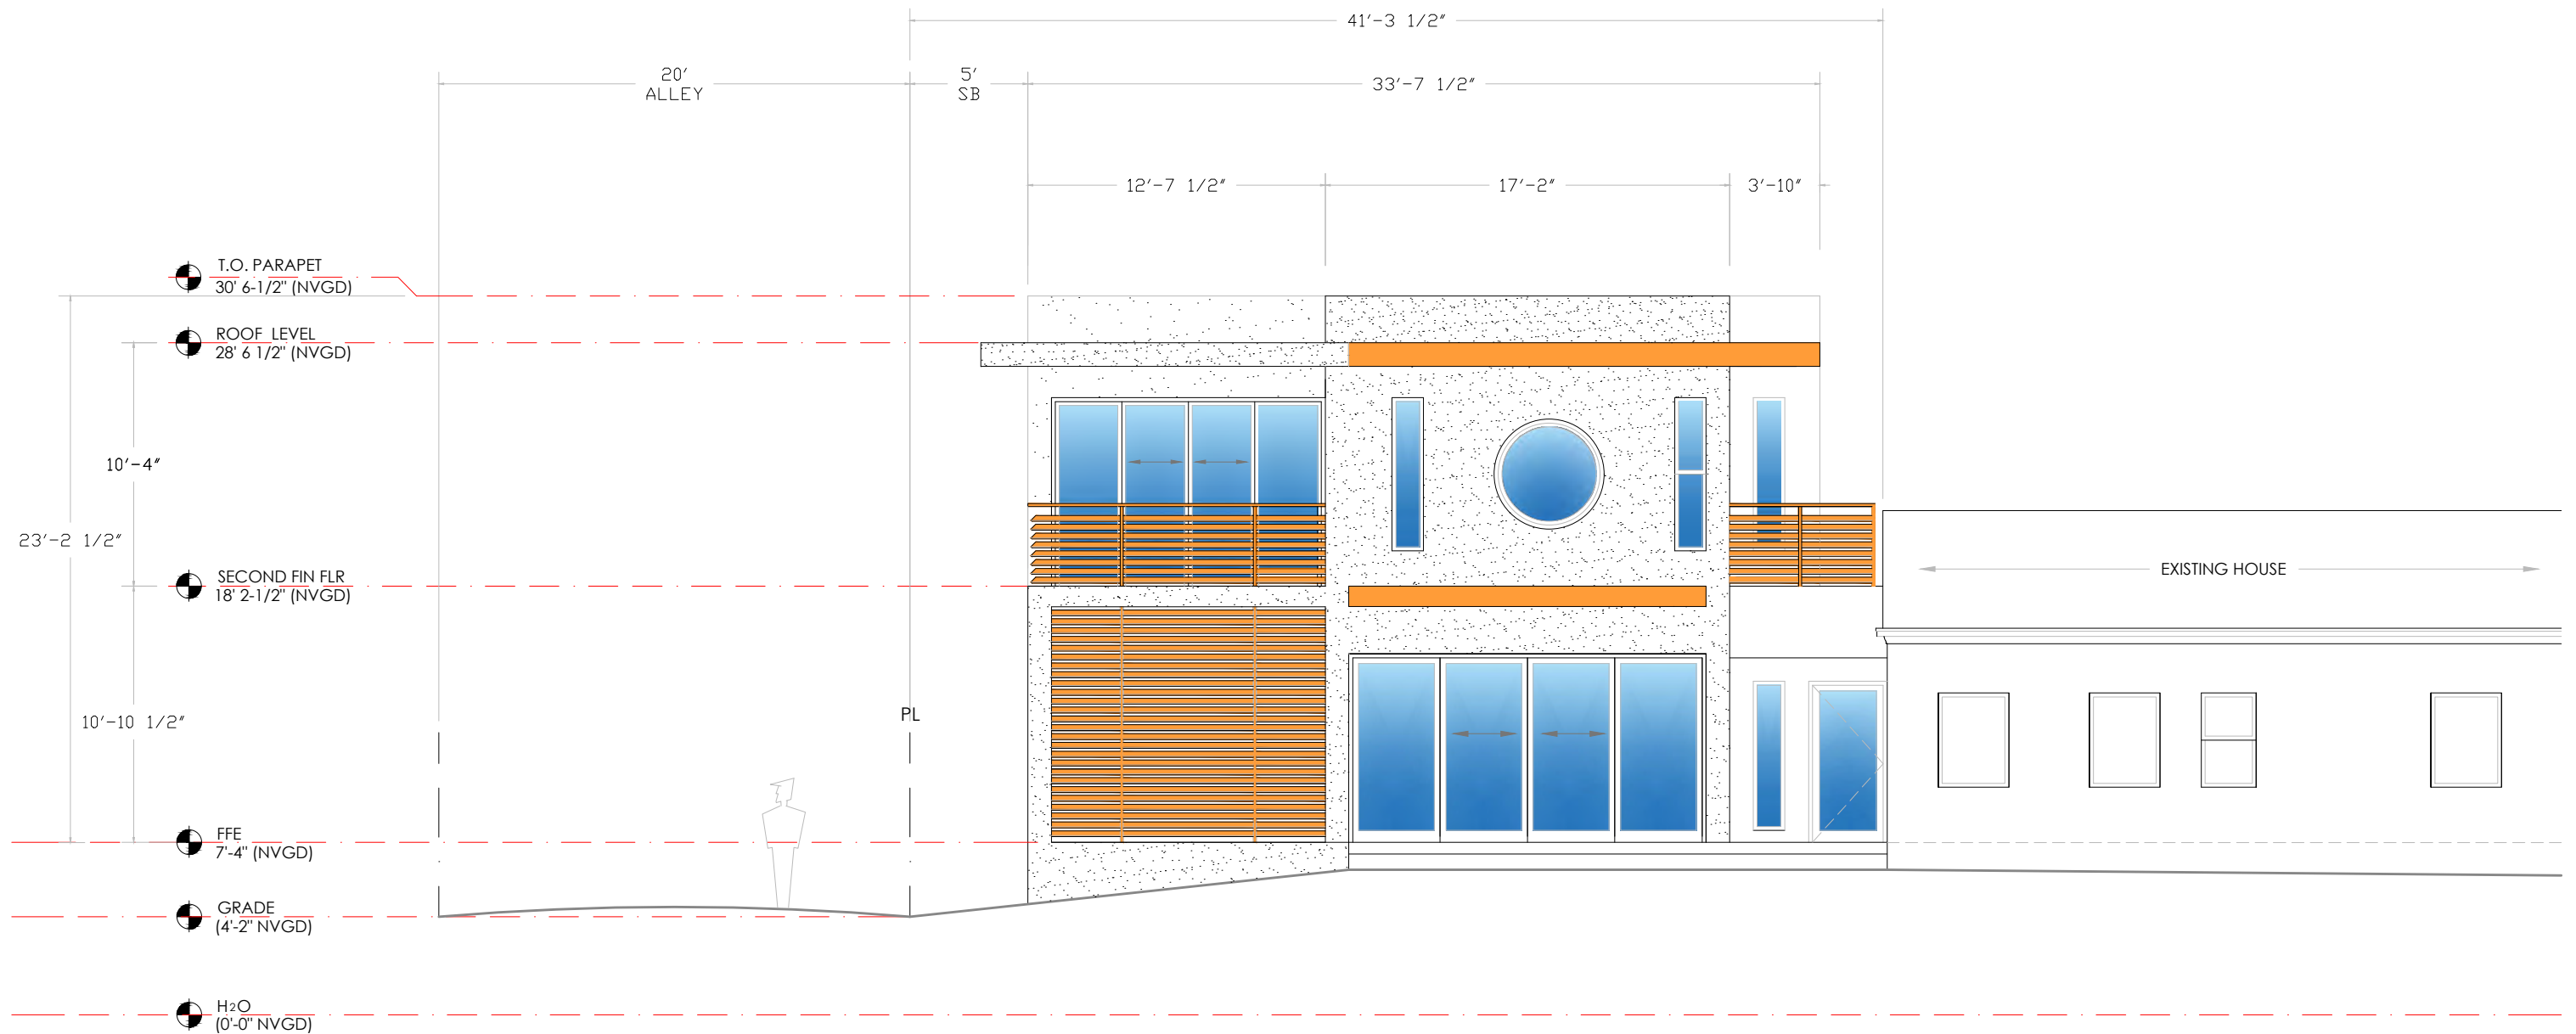 41'-3 1/2"
20'
ALLEY
5'
SB
33'-7 1/2"
12'-7 1/2"
17'-2"
3'-10"
T.O. PARAPET
30' 6-1/2" (NVGD)
ROOF LEVEL
28' 6 1/2" (NVGD)
10'-4"
23'-2 1/2"
SECOND FIN FLR
18' 2-1/2" (NVGD)
EXISTING HOUSE
10'-10 1/2"
PL
FFE
7'-4" (NVGD)
GRADE
(4'-2" NVGD)
H2O
(0'-0" NVGD)